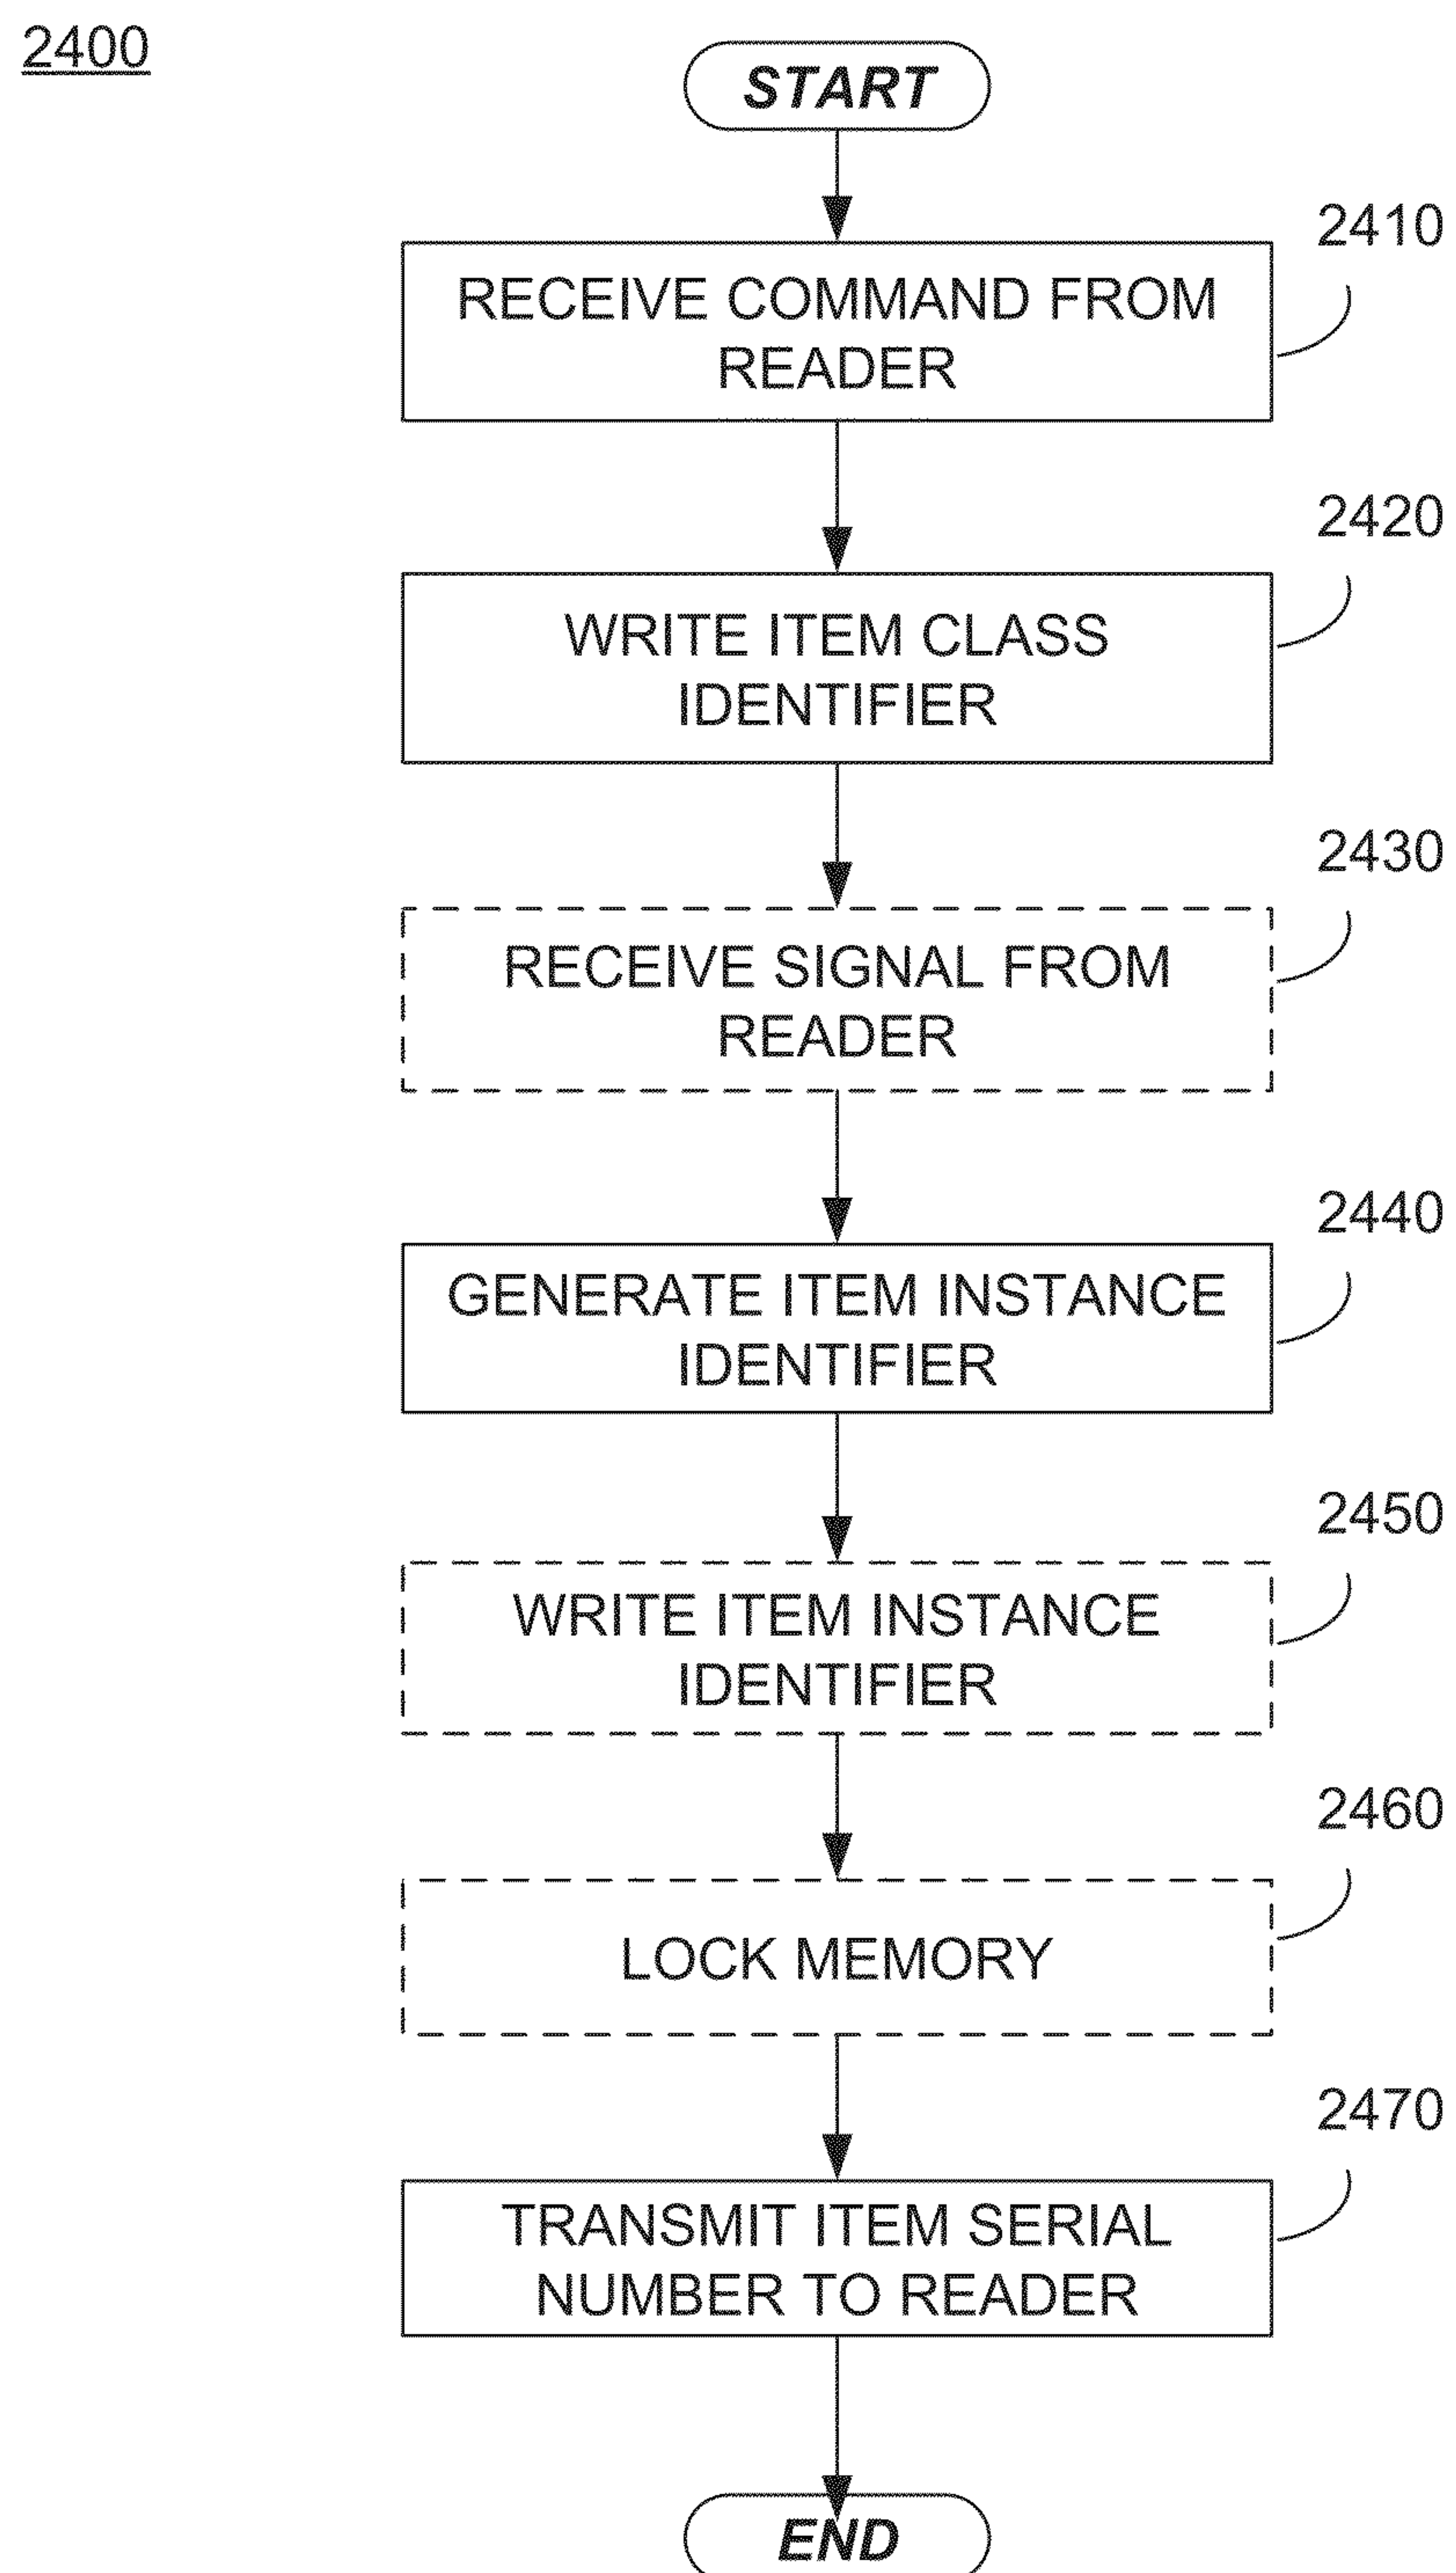 2400
START
2410
RECEIVE COMMAND FROM
READER
2420
WRITE ITEM CLASS
IDENTIFIER
2430
RECEIVE SIGNAL FROM
READER
2440
GENERATE ITEM INSTANCE
IDENTIFIER
2450
WRITE ITEM INSTANCE
IDENTIFIER
2460
LOCK MEMORY
2470
TRANSMIT ITEM SERIAL
NUMBER TO READER
END